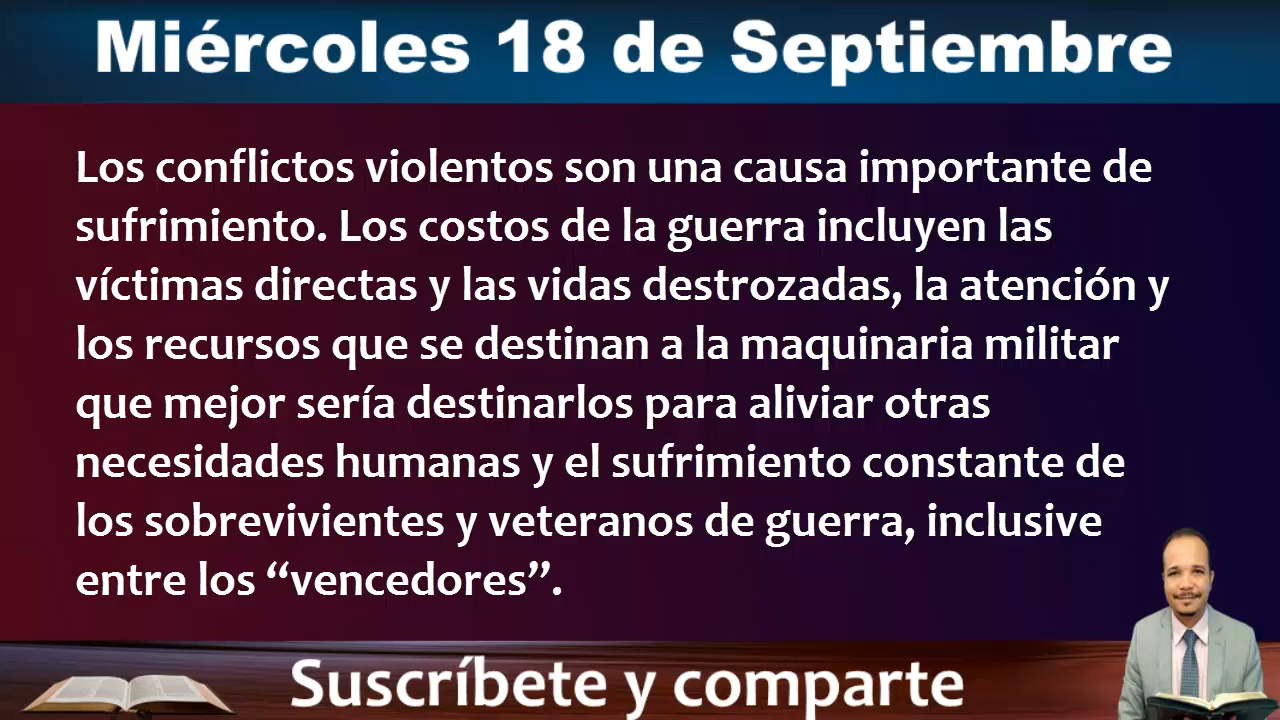 Miércoles 18 de Septiembre
Los conflictos violentos son una causa importante de
sufrimiento. Los costos de la guerra incluyen las
víctimas directas y las vidas destrozadas, la atención y
los recursos que se destinan a la maquinaria militar
que mejor sería destinarlos para aliviar otras
necesidades humanas y el sufrimiento constante de
los sobrevivientes y veteranos de guerra, inclusive
entre los “vencedores”.
Suscríbete y comparte